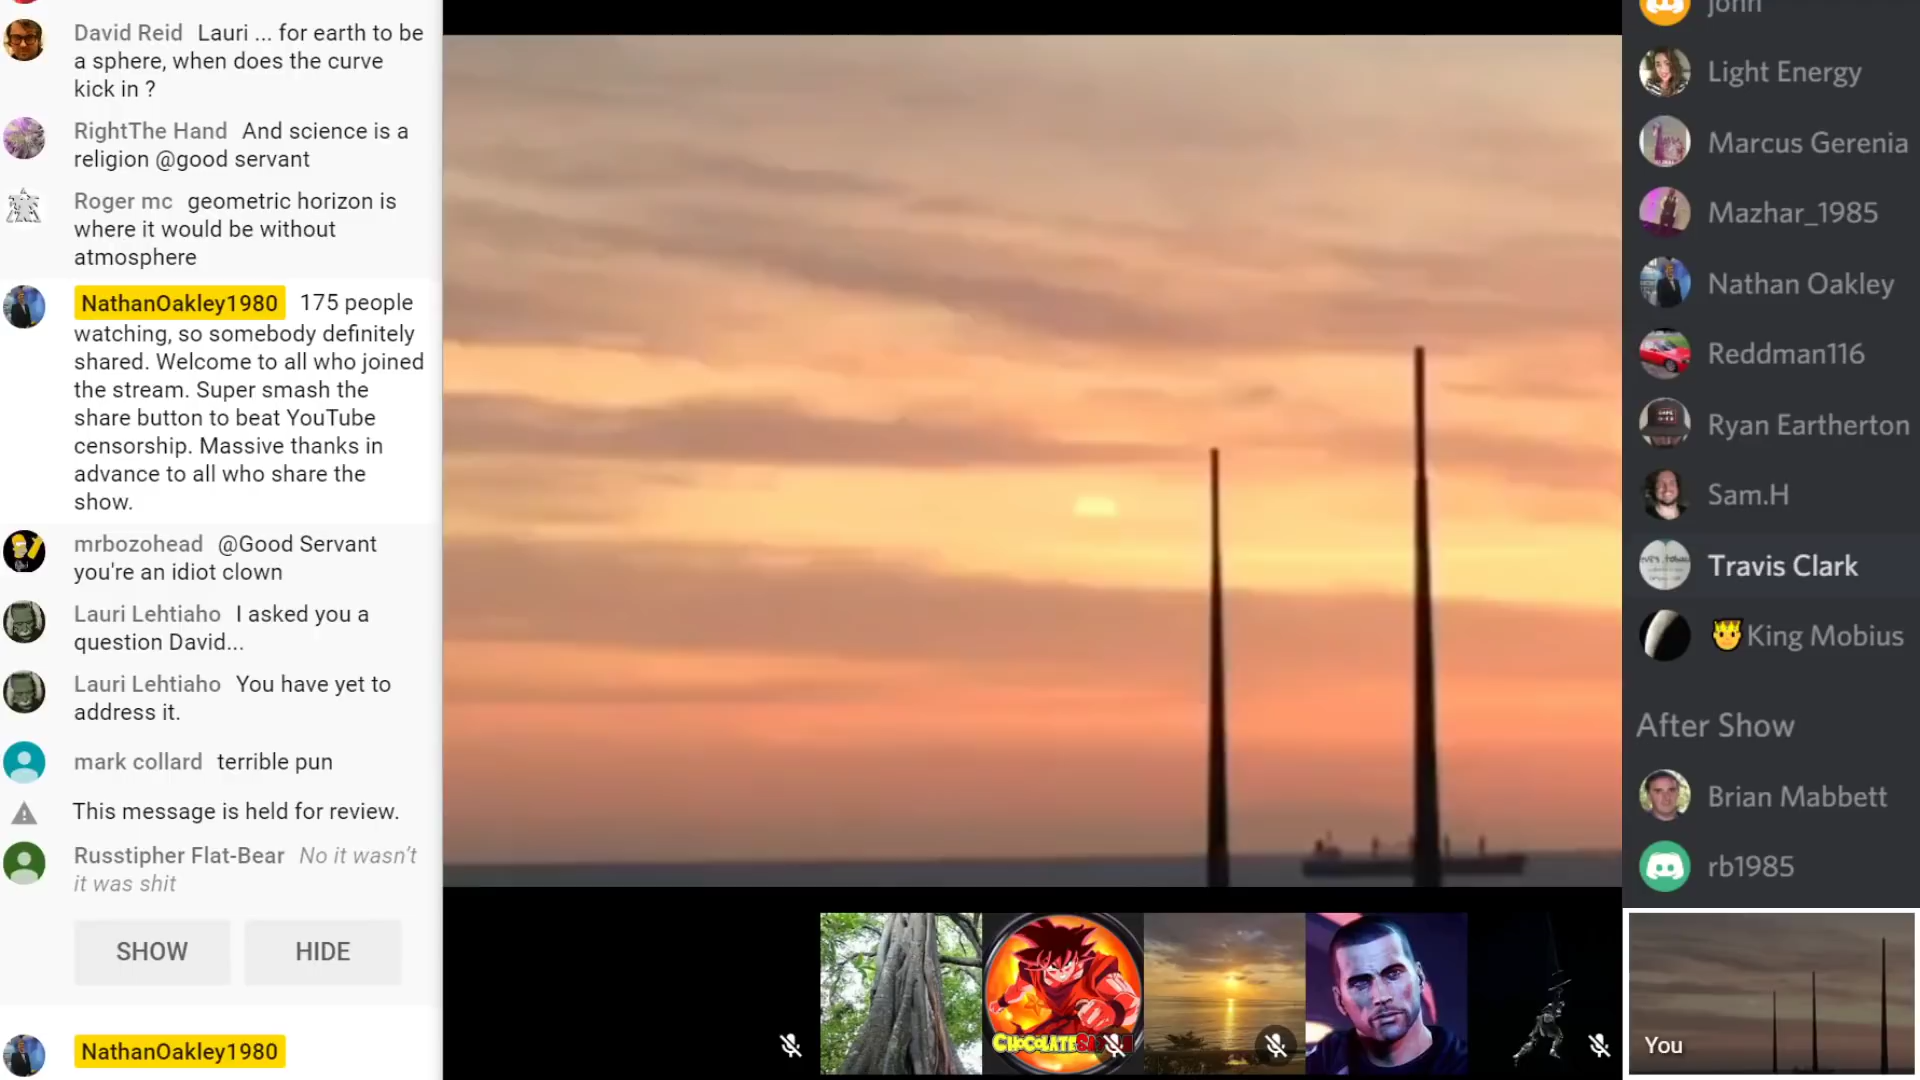 David Reid Lauri ... for earth to be
a sphere, when does the curve
kick in ?
RightThe Hand And science is a
religion @good servant
Roger mc geometric horizon is
where it would be without
atmosphere
NathanOakley1980 175 people
watching, so somebody definitely
shared. Welcome to all who joined
the stream. Super smash the
share button to beat YouTube
censorship. Massive thanks in
advance to all who share the
show.
mrbozohead @Good Servant
you're an idiot clown
Lauri Lehtiaho I asked you a
question David...
Lauri Lehtiaho You have yet to
address it.
mark collard terrible pun
This message is held for review.
Russtipher Flat-Bear No it wasn't
it was shit
SHOW HIDE
NathanOakley1980
john
Light Energy
Marcus Gerenia
Mazhar_1985
Nathan Oakley
Reddman116
Ryan Eartherton
Sam.H
Travis Clark
King Mobius
After Show
Brian Mabbett
rb1985
You